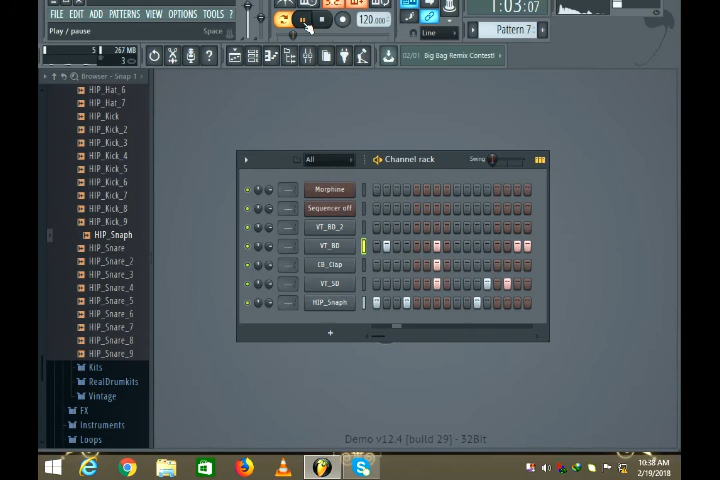 3.2
1:03:07
FILE EDIT ADD PATTERNS VIEW OPTIONS TOOLS ?
120.000
Play / pause
Space
Line
Pattern 7
5
267 MB
3
02/01 Big Bag Remix Contest!
Browser - Snap 1
HIP_Hat_6
HIP_Hat_7
HIP_Kick
HIP_Kick_2
HIP_Kick_3
HIP_Kick_4
HIP_Kick_5
HIP_Kick_6
HIP_Kick_7
HIP_Kick_8
HIP_Kick_9
HIP_Snaph
HIP_Snare
HIP_Snare_2
HIP_Snare_3
HIP_Snare_4
HIP_Snare_5
HIP_Snare_6
HIP_Snare_7
HIP_Snare_8
HIP_Snare_9
Kits
RealDrumkits
Vintage
FX
Instruments
Loops
All
Channel rack
Swing
Morphine
Sequencer off
VT_BD_2
VT_BD
CB_Clap
VT_SD
HIP_Snaph
+
Demo v12.4 [build 29] - 32Bit
10:38 AM
2/19/2018